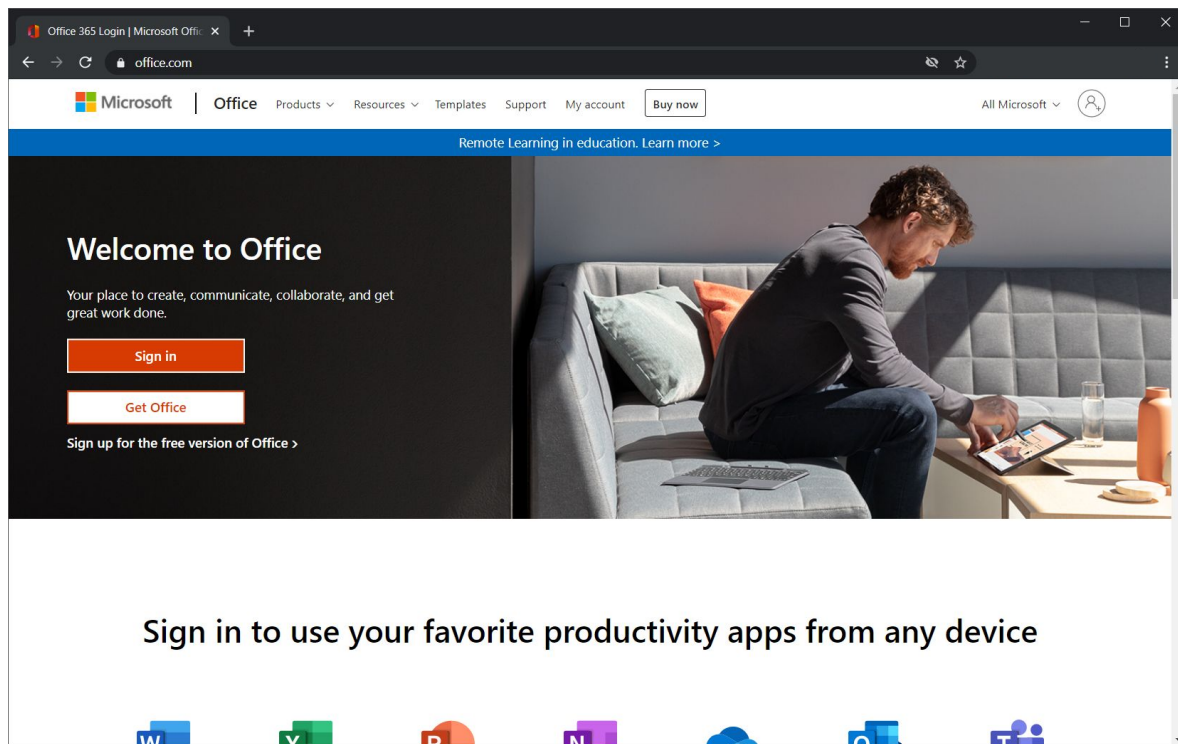 Office 365 Login | Microsoft Offic
office.com
Microsoft
Office
Products
Resources
Templates
Support
My account
Buy now
All Microsoft
Remote Learning in education. Learn more >
Welcome to Office
Your place to create, communicate, collaborate, and get
great work done.
Sign in
Get Office
Sign up for the free version of Office >
Sign in to use your favorite productivity apps from any device
W
X
P
N
O
T